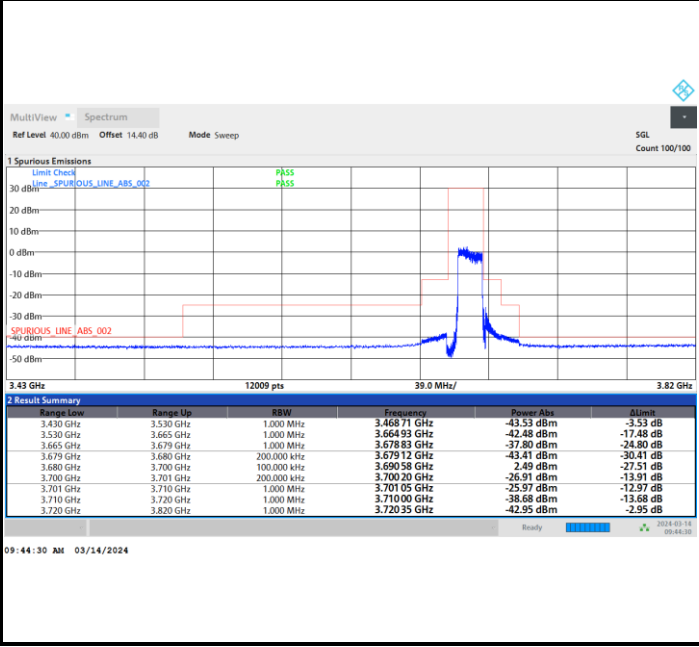 MultiView Spectrum
Ref Level 40.00 dBm Offset 14.40 dB Mode Sweep SGL
Count 100/100
1 Spurious Emissions
Limit Check PASS
Line _SPURIOUS_LINE_ABS_002 PASS
30 dBm
20 dBm
10 dBm
0 dBm
-10 dBm
-20 dBm
-30 dBm
_SPURIOUS_LINE_ABS_002
-40 dBm
-50 dBm
3.43 GHz 12009 pts 39.0 MHz/ 3.82 GHz
2 Result Summary
Range Low Range Up RBW Frequency Power Abs ΔLimit
3.430 GHz 3.530 GHz 1.000 MHz 3.468 71 GHz -43.53 dBm -3.53 dB
3.530 GHz 3.665 GHz 1.000 MHz 3.664 93 GHz -42.48 dBm -17.48 dB
3.665 GHz 3.679 GHz 1.000 MHz 3.678 83 GHz -37.80 dBm -24.80 dB
3.679 GHz 3.680 GHz 200.000 kHz 3.679 12 GHz -43.41 dBm -30.41 dB
3.680 GHz 3.700 GHz 100.000 kHz 3.690 58 GHz 2.49 dBm -27.51 dB
3.700 GHz 3.701 GHz 200.000 kHz 3.700 20 GHz -26.91 dBm -13.91 dB
3.701 GHz 3.710 GHz 1.000 MHz 3.701 05 GHz -25.97 dBm -12.97 dB
3.710 GHz 3.720 GHz 1.000 MHz 3.710 00 GHz -38.68 dBm -13.68 dB
3.720 GHz 3.820 GHz 1.000 MHz 3.720 35 GHz -42.95 dBm -2.95 dB
Ready 2024-03-14
09:44:30
09:44:30 AM 03/14/2024